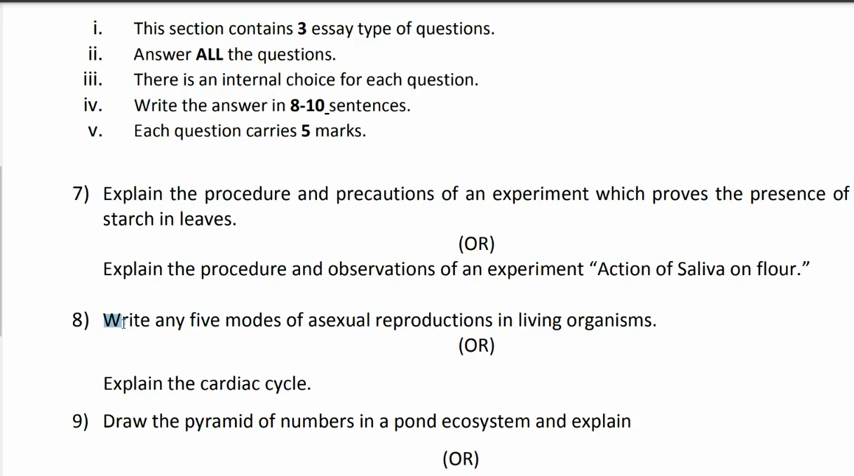 i. This section contains 3 essay type of questions.
ii. Answer ALL the questions.
iii. There is an internal choice for each question.
iv. Write the answer in 8-10 sentences.
v. Each question carries 5 marks.
7) Explain the procedure and precautions of an experiment which proves the presence of
starch in leaves.
(OR)
Explain the procedure and observations of an experiment “Action of Saliva on flour.”
8) Write any five modes of asexual reproductions in living organisms.
(OR)
Explain the cardiac cycle.
9) Draw the pyramid of numbers in a pond ecosystem and explain
(OR)